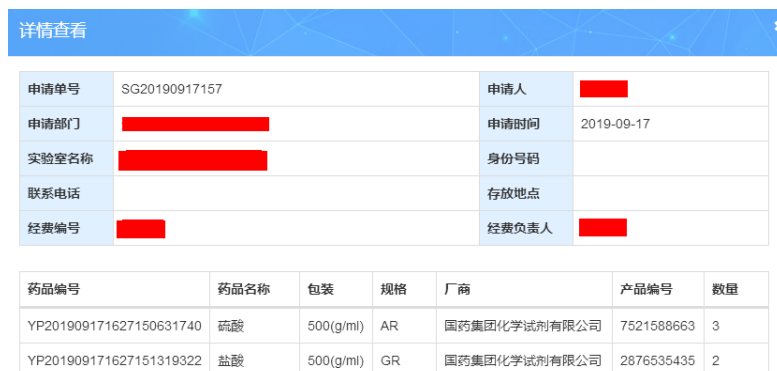 详情查看
申请单号 SG20190917157 申请人
申请部门 申请时间 2019-09-17
实验室名称 身份号码
联系电话 存放地点
经费编号 经费负责人
药品编号 药品名称 包装 规格 厂商 产品编号 数量
YP201909171627150631740 硫酸 500(g/ml) AR 国药集团化学试剂有限公司 7521588663 3
YP201909171627151319322 盐酸 500(g/ml) GR 国药集团化学试剂有限公司 2876535435 2